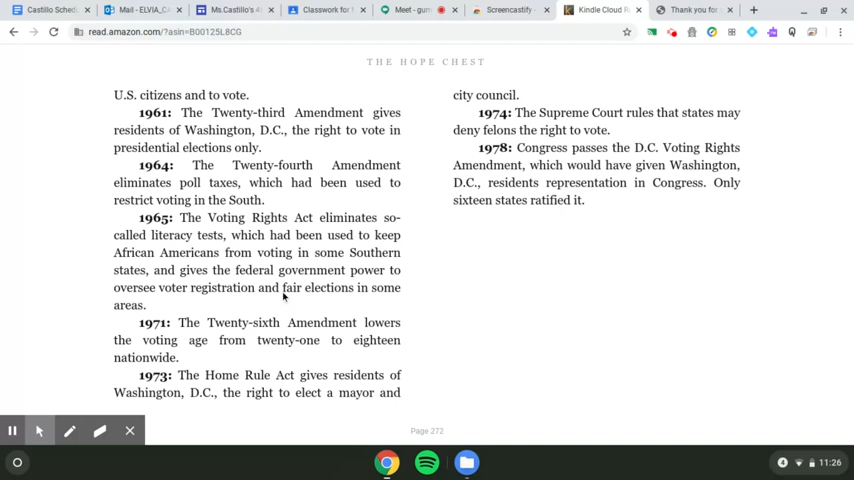 Castillo Schedu
Mail - ELVIA_CA
Ms.Castillo's 4t
Classwork for M
Meet - gum
Screencastify -
Kindle Cloud Re
Thank you for
read.amazon.com/?asin=B00125L8CG
THE HOPE CHEST
U.S. citizens and to vote.
1961: The Twenty-third Amendment gives
residents of Washington, D.C., the right to vote in
presidential elections only.
1964: The Twenty-fourth Amendment
eliminates poll taxes, which had been used to
restrict voting in the South.
1965: The Voting Rights Act eliminates so-
called literacy tests, which had been used to keep
African Americans from voting in some Southern
states, and gives the federal government power to
oversee voter registration and fair elections in some
areas.
1971: The Twenty-sixth Amendment lowers
the voting age from twenty-one to eighteen
nationwide.
1973: The Home Rule Act gives residents of
Washington, D.C., the right to elect a mayor and
city council.
1974: The Supreme Court rules that states may
deny felons the right to vote.
1978: Congress passes the D.C. Voting Rights
Amendment, which would have given Washington,
D.C., residents representation in Congress. Only
sixteen states ratified it.
Page 272
4
11:26